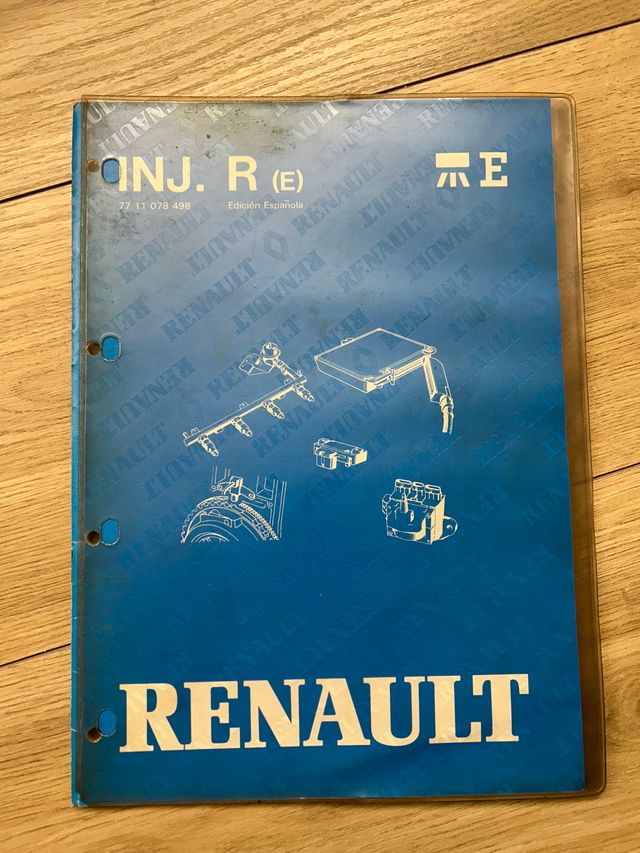 INJ. R (E)
E
77 11 078 498 Edición Española
RENAULT